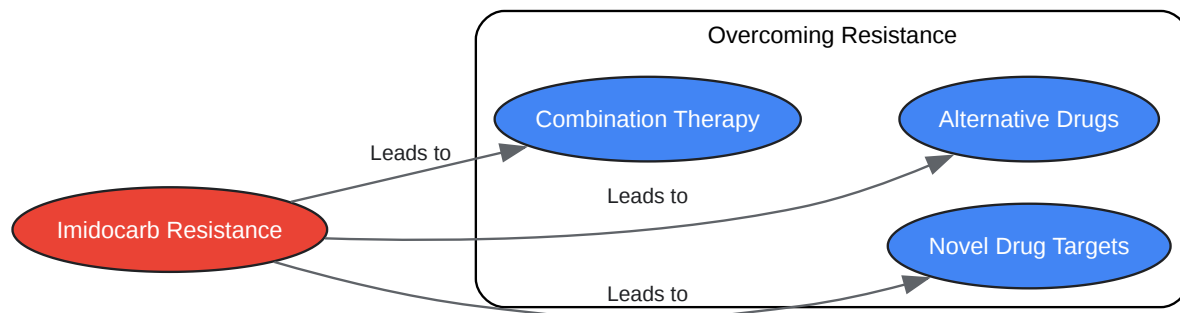 Overcoming Resistance
Combination Therapy
Alternative Drugs
Leads to
Leads to
Imidocarb Resistance
Novel Drug Targets
Leads to